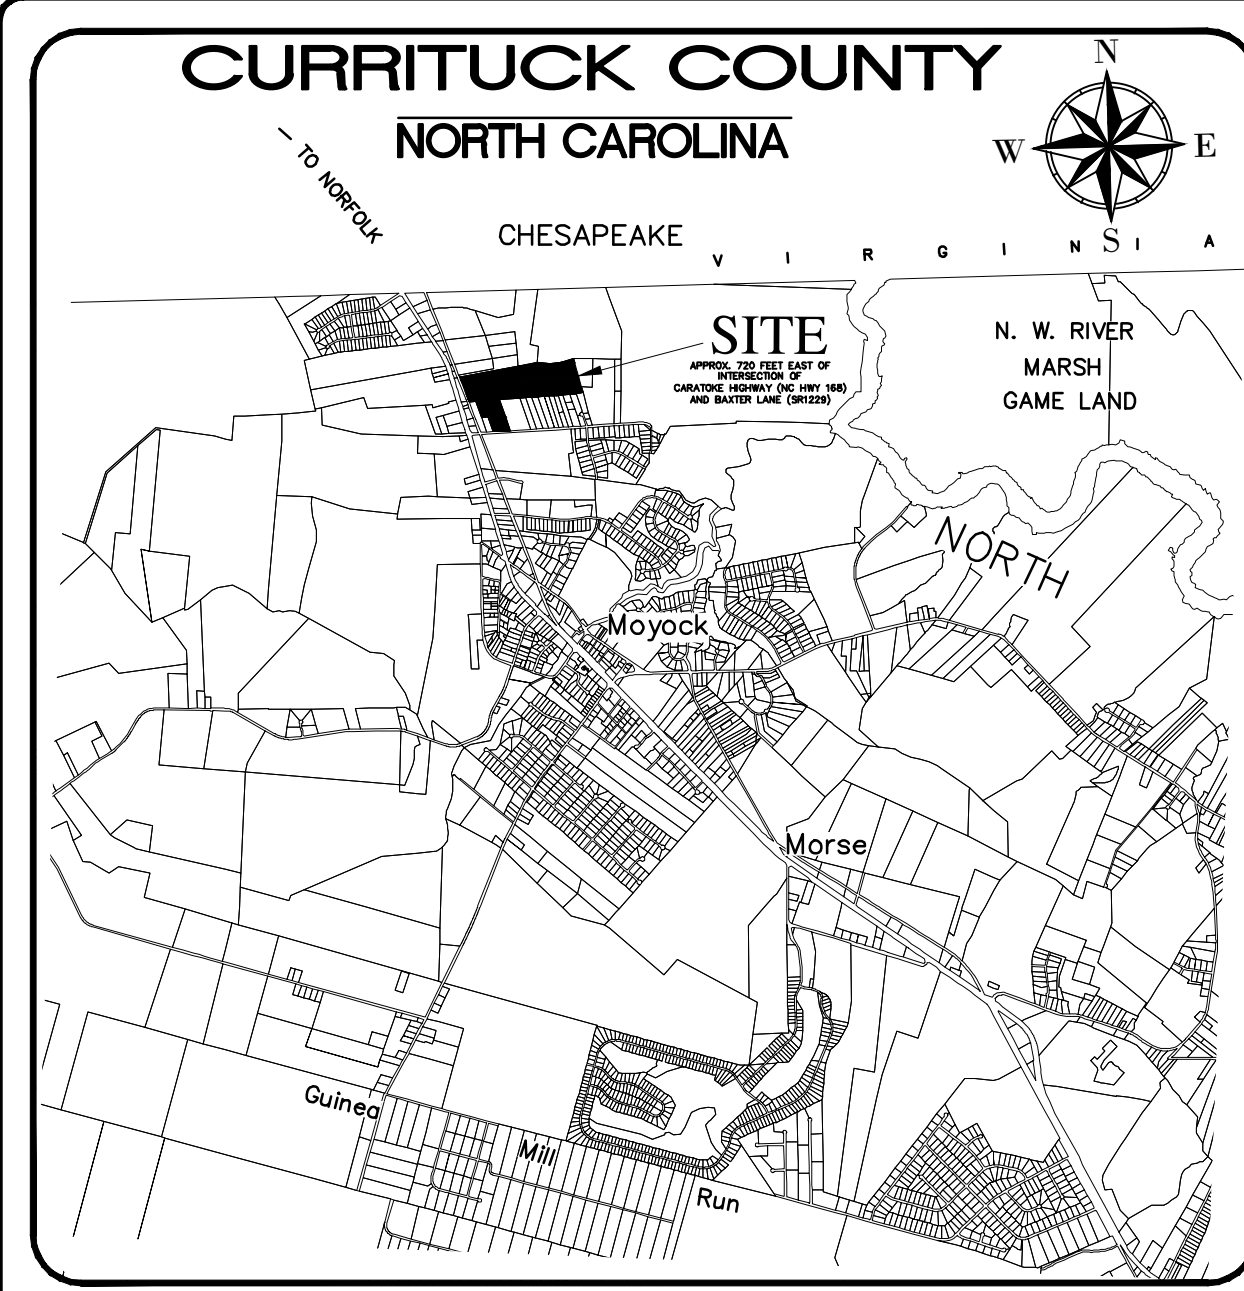 CURRITUCK COUNTY
NORTH CAROLINA
N
W E
S
TO NORFOLK
CHESAPEAKE
V I R G I N I A
SITE
APPROX. 720 FEET EAST OF
INTERSECTION OF
CARATOKE HIGHWAY (NC HWY 168)
AND BAXTER LANE (SR1229)
N. W. RIVER
MARSH
GAME LAND
NORTH
Moyock
Morse
Guinea
Mill
Run